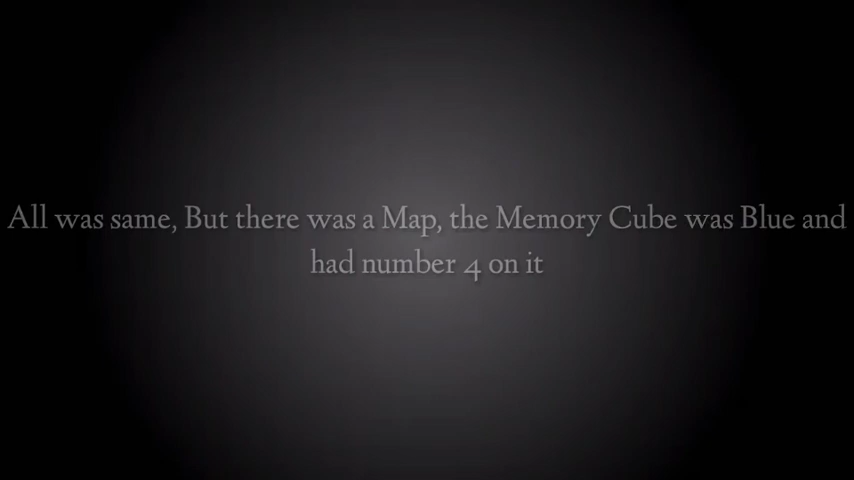 All was same, But there was a Map, the Memory Cube was Blue and
had number 4 on it